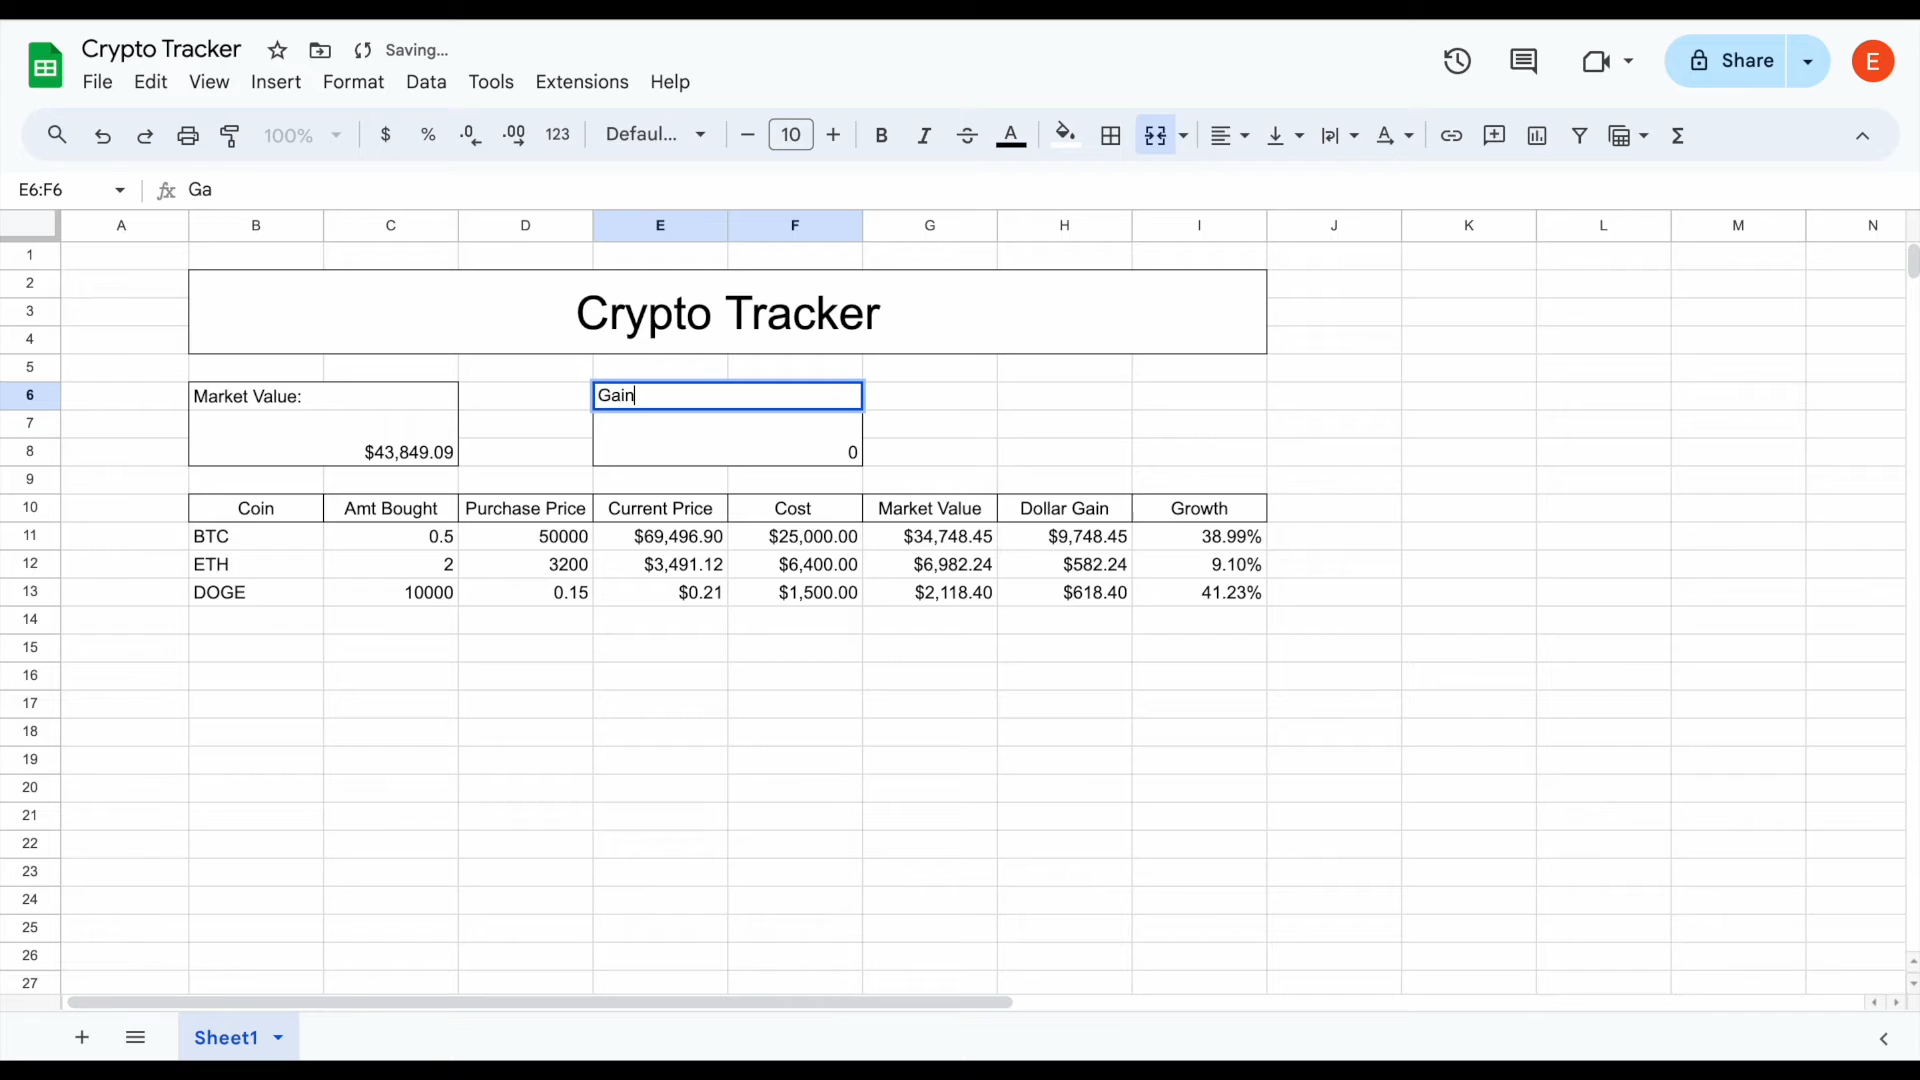 Crypto Tracker Saving...
File Edit View Insert Format Data Tools Extensions Help
Share
E
100% $ % .0 .00 123 Defaul... 10 B I A A Σ
E6:F6 fx Ga
A B C D E F G H I J K L M N
1
2
3 Crypto Tracker
4
5
6 Market Value: Gain
7
8 $43,849.09 0
9
10 Coin Amt Bought Purchase Price Current Price Cost Market Value Dollar Gain Growth
11 BTC 0.5 50000 $69,496.90 $25,000.00 $34,748.45 $9,748.45 38.99%
12 ETH 2 3200 $3,491.12 $6,400.00 $6,982.24 $582.24 9.10%
13 DOGE 10000 0.15 $0.21 $1,500.00 $2,118.40 $618.40 41.23%
14
15
16
17
18
19
20
21
22
23
24
25
26
27
Sheet1